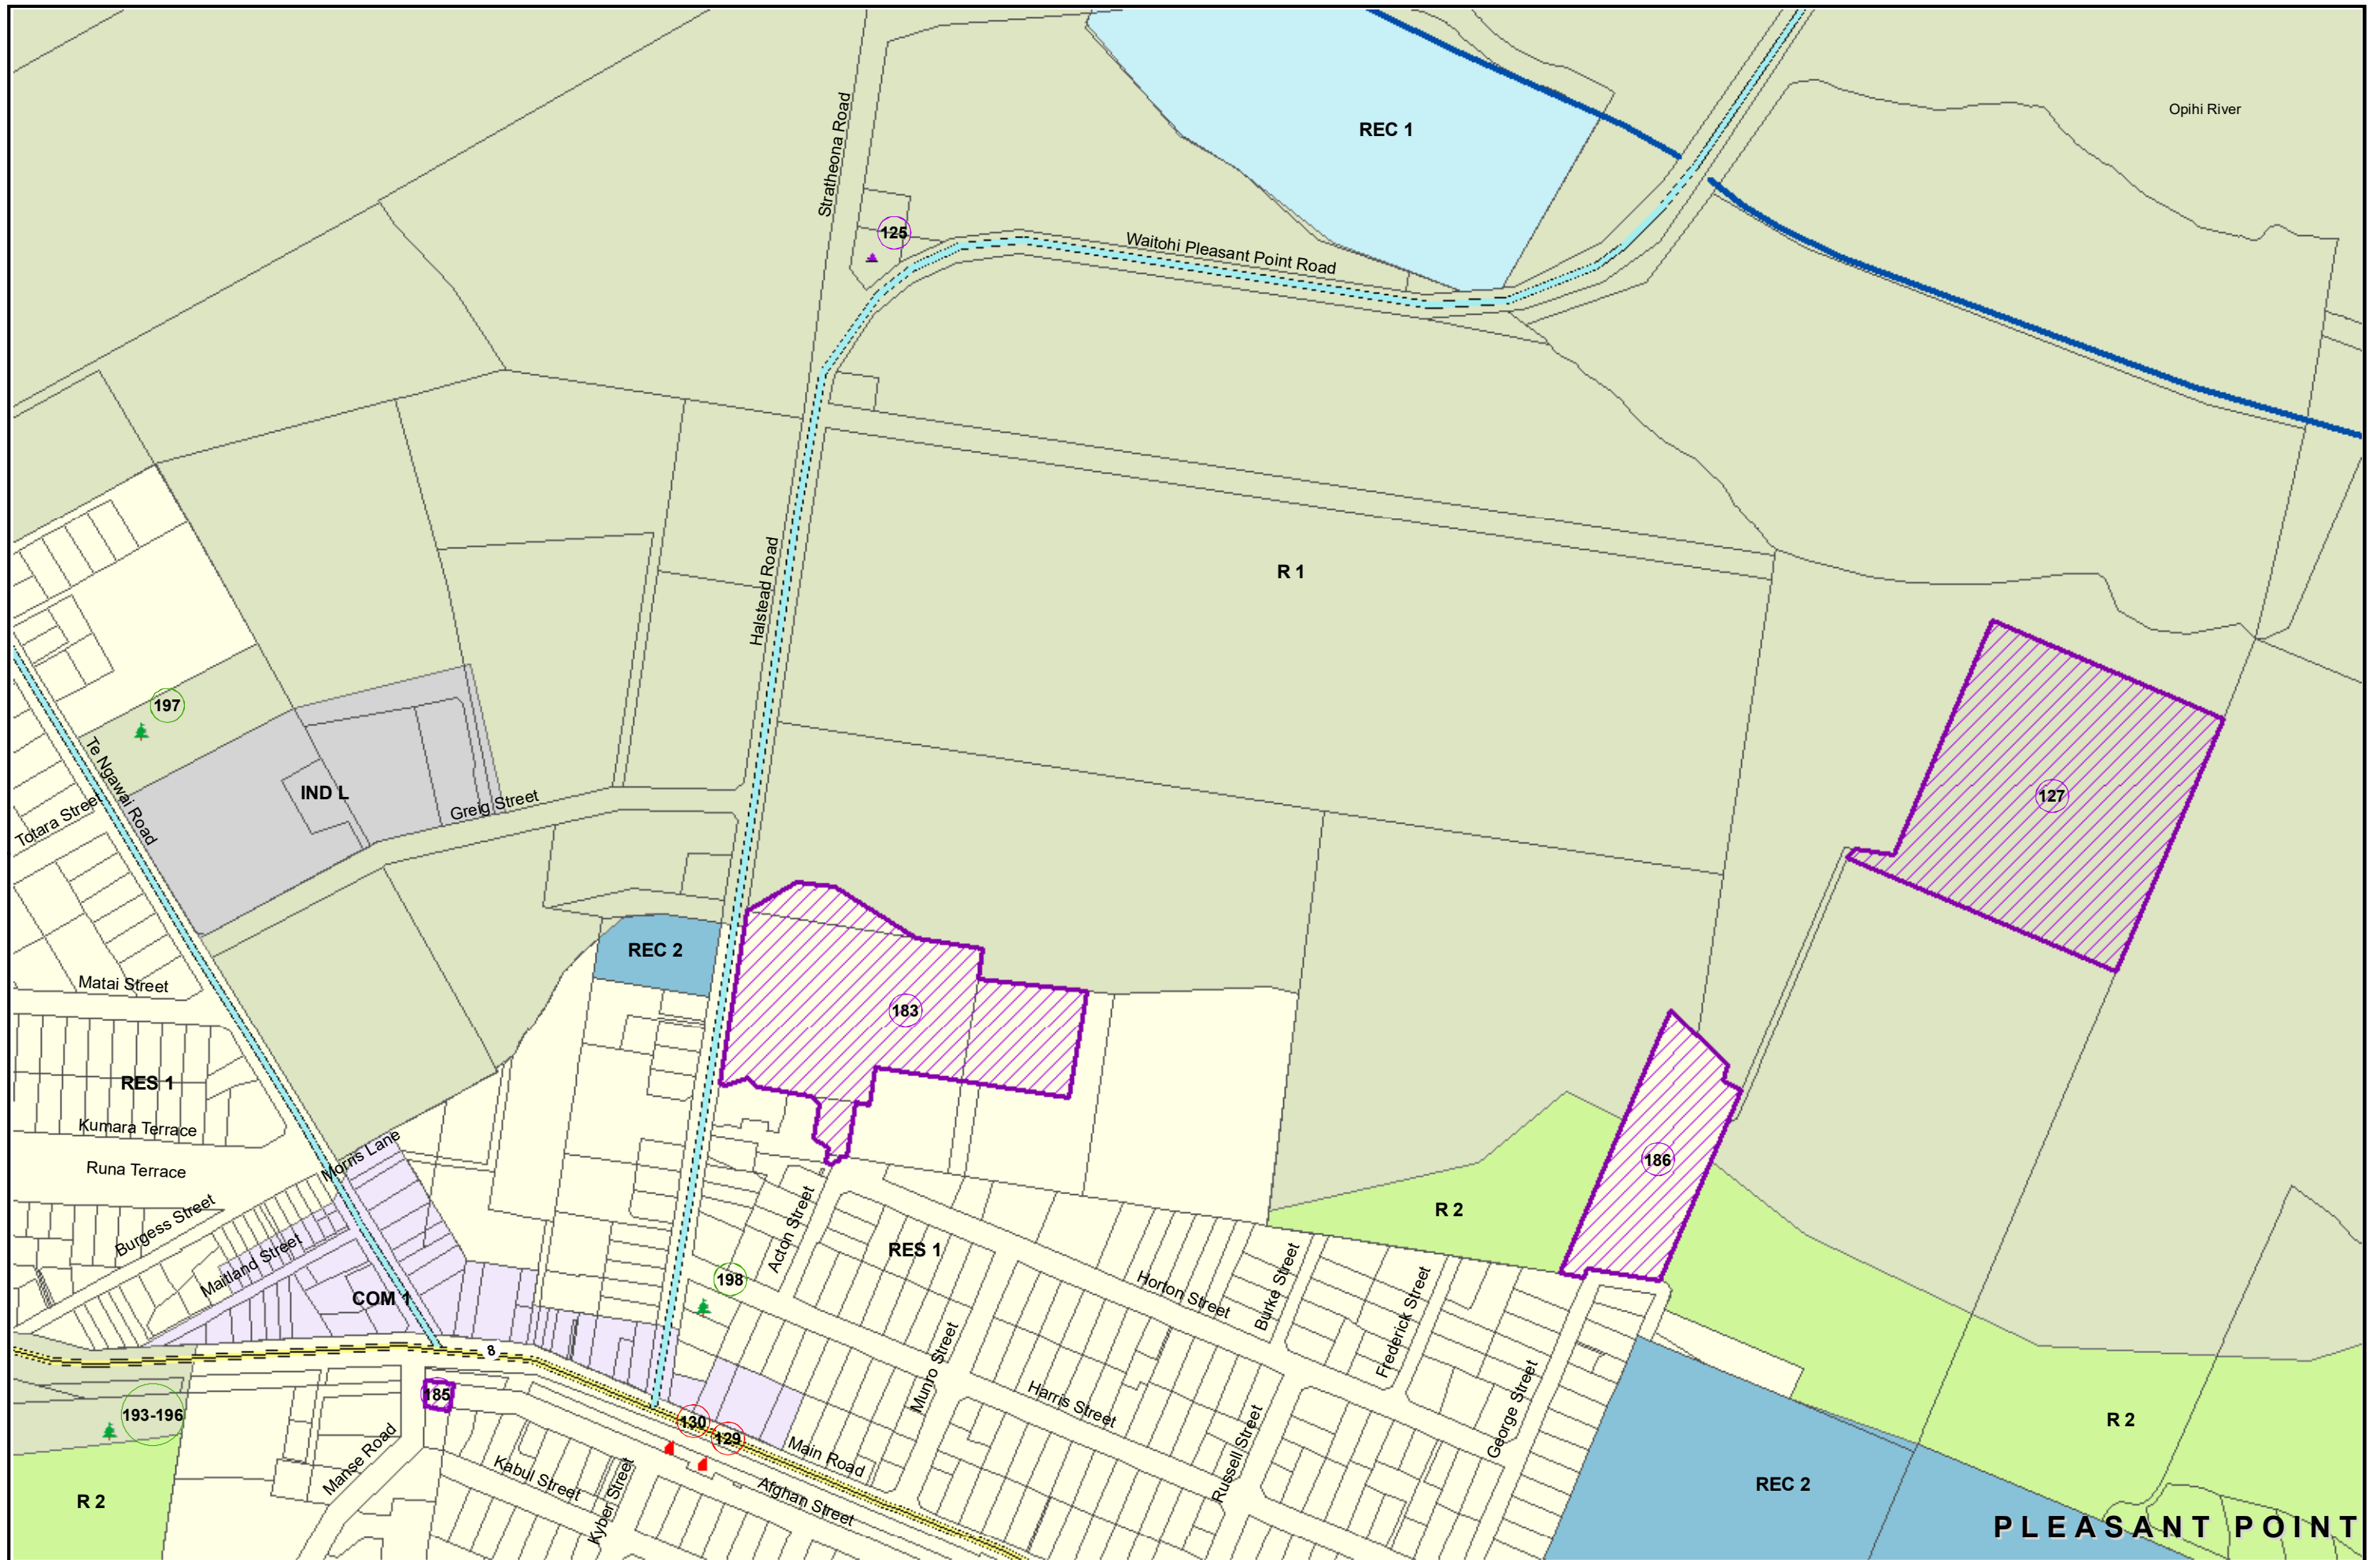 Opihi River
REC 1
Stratheona Road
125
Waitohi Pleasant Point Road
Halstead Road
R 1
197
Te Ngawai Road
IND L
Greig Street
Totara Street
127
REC 2
Matai Street
183
RES 1
Kumara Terrace
Morris Lane
Runa Terrace
186
Burgess Street
R 2
Maitland Street
Acton Street
RES 1
198
COM 1
Horton Street
Burke Street
Frederick Street
8
185
193-196
130
129
Munro Street
Harris Street
George Street
R 2
Manse Road
Main Road
Russell Street
Kabul Street
Kyber Street
Afghan Street
R 2
REC 2
PLEASANT POINT